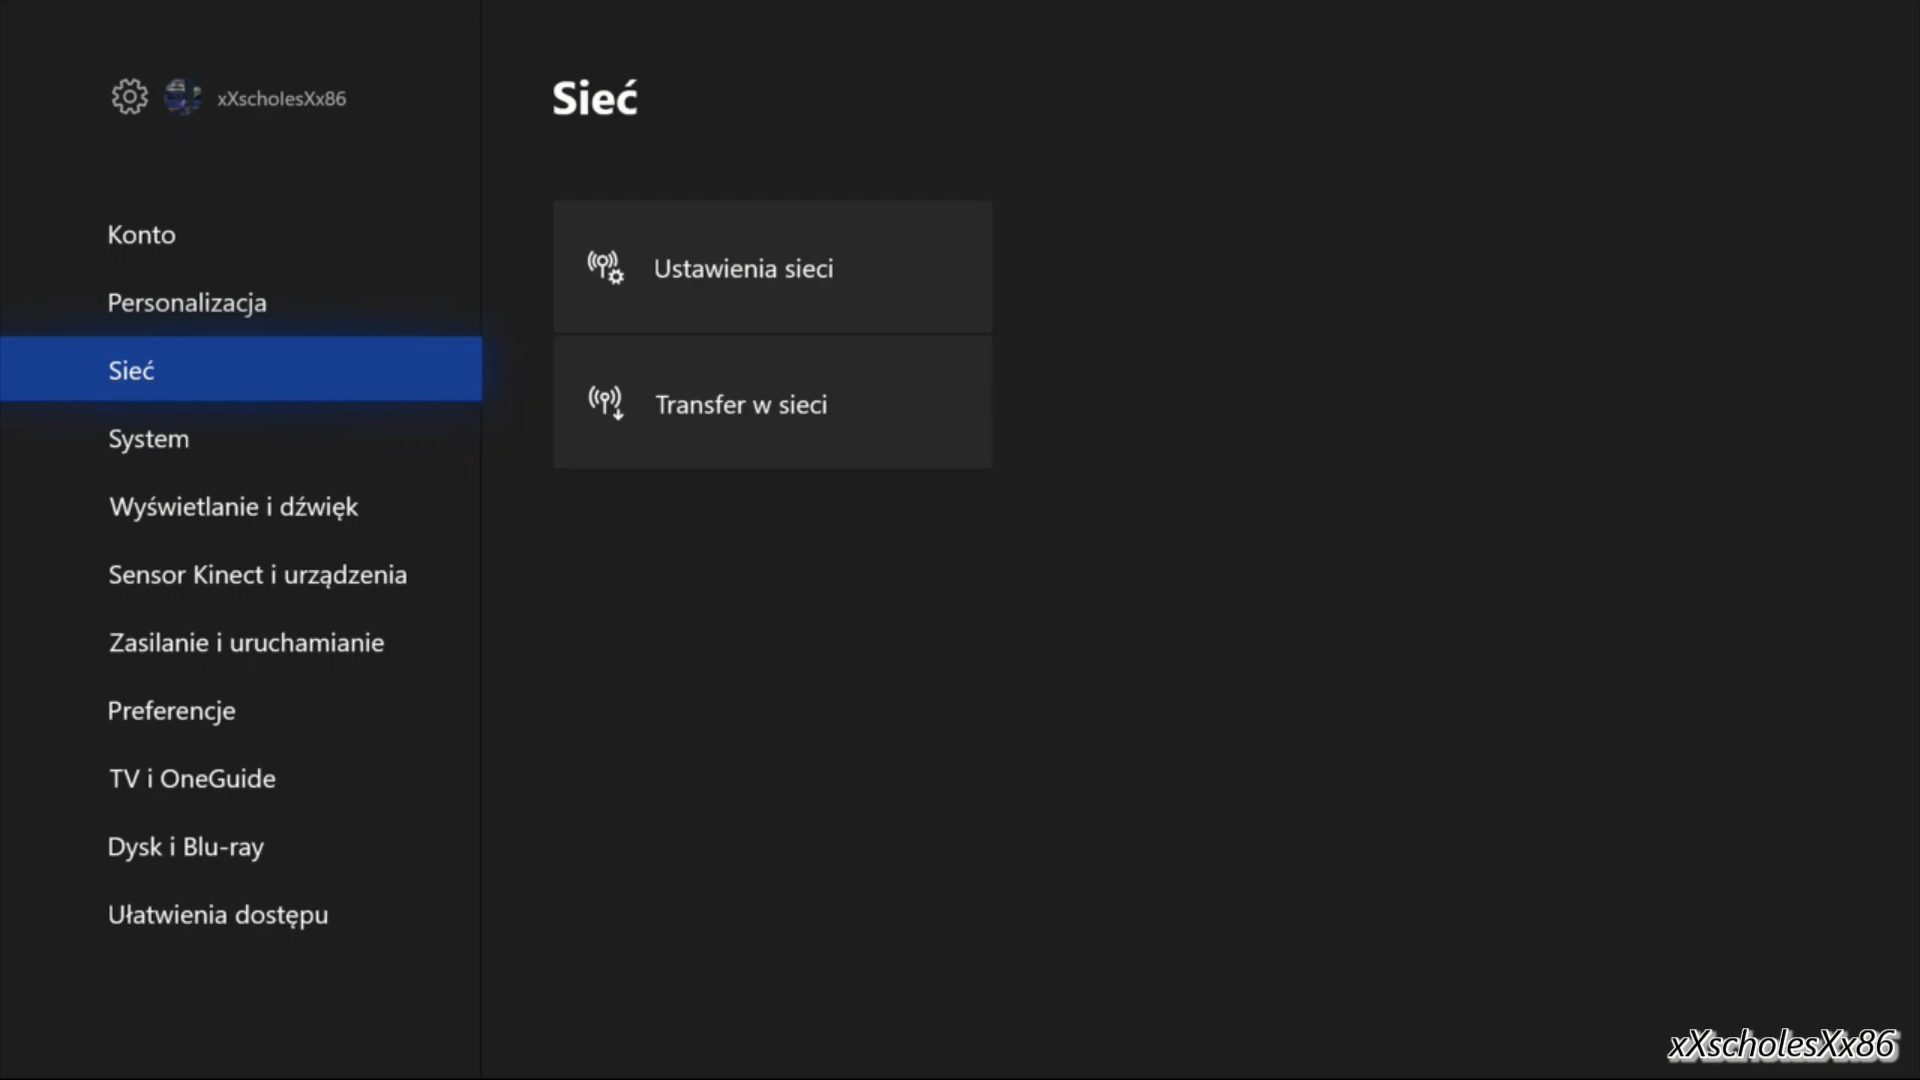 xXscholesXx86
Konto
Personalizacja
Sieć
System
Wyświetlanie i dźwięk
Sensor Kinect i urządzenia
Zasilanie i uruchamianie
Preferencje
TV i OneGuide
Dysk i Blu-ray
Ułatwienia dostępu
Sieć
Ustawienia sieci
Transfer w sieci
xXscholesXx86